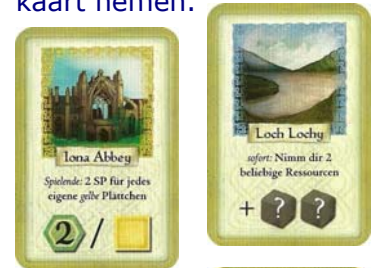 kaart nemen.
Iona Abbey
Spielende: 2 SP für jedes
eigene gelbe Plättchen
2 /
Loch Lochy
sofort: Nimm dir 2
beliebige Ressourcen
+ ? ?